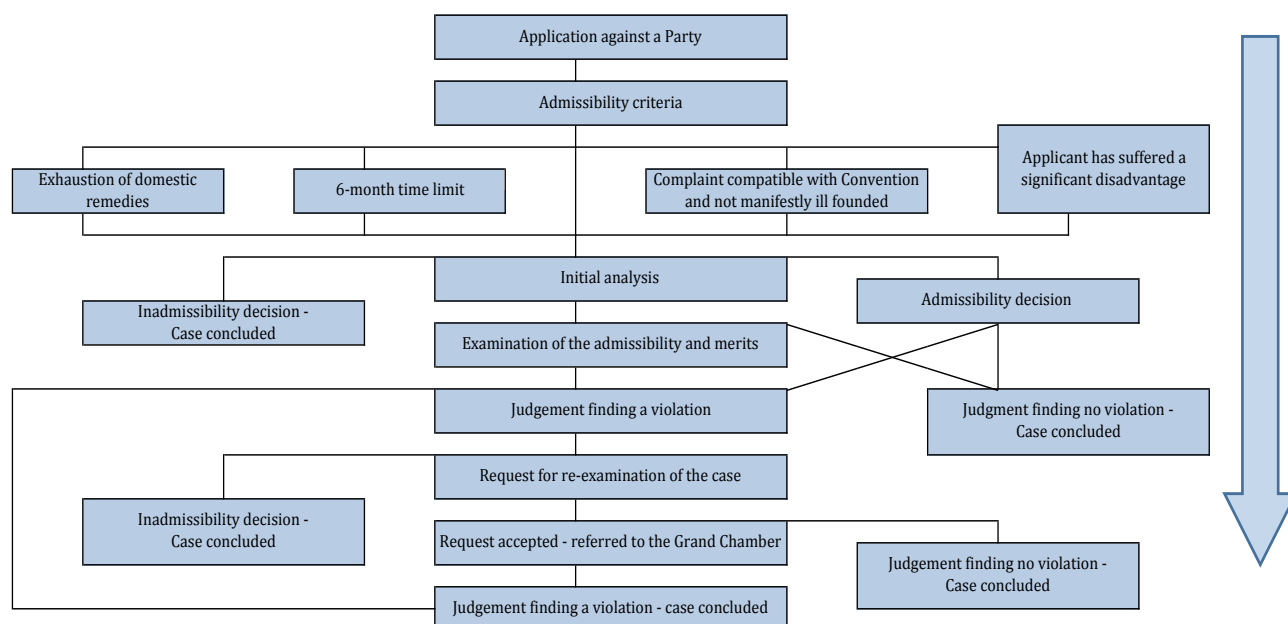 Application against a Party
Admissibility criteria
Exhaustion of domestic
remedies
6-month time limit
Complaint compatible with Convention
and not manifestly ill founded
Applicant has suffered a
significant disadvantage
Initial analysis
Inadmissibility decision -
Case concluded
Admissibility decision
Examination of the admissibility and merits
Judgement finding a violation
Judgment finding no violation -
Case concluded
Request for re-examination of the case
Inadmissibility decision -
Case concluded
Request accepted - referred to the Grand Chamber
Judgement finding no violation -
Case concluded
Judgement finding a violation - case concluded